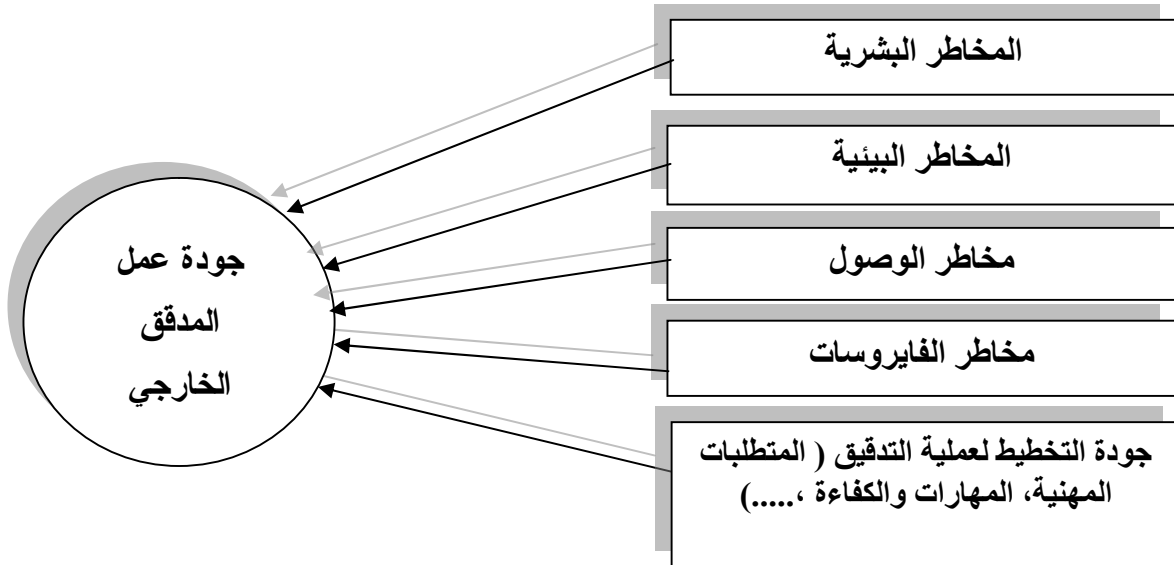 المخاطر البشرية
المخاطر البيئية
مخاطر الوصول
مخاطر الفايروسات
جودة التخطيط لعملية التدقيق ( المتطلبات
المهنية، المهارات والكفاءة ،.....)
جودة عمل
المدقق
الخارجي